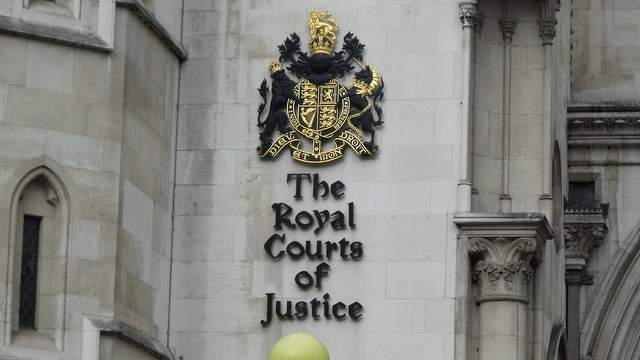 DIEU ET MON DROIT
The
Royal
Courts
of
Justice